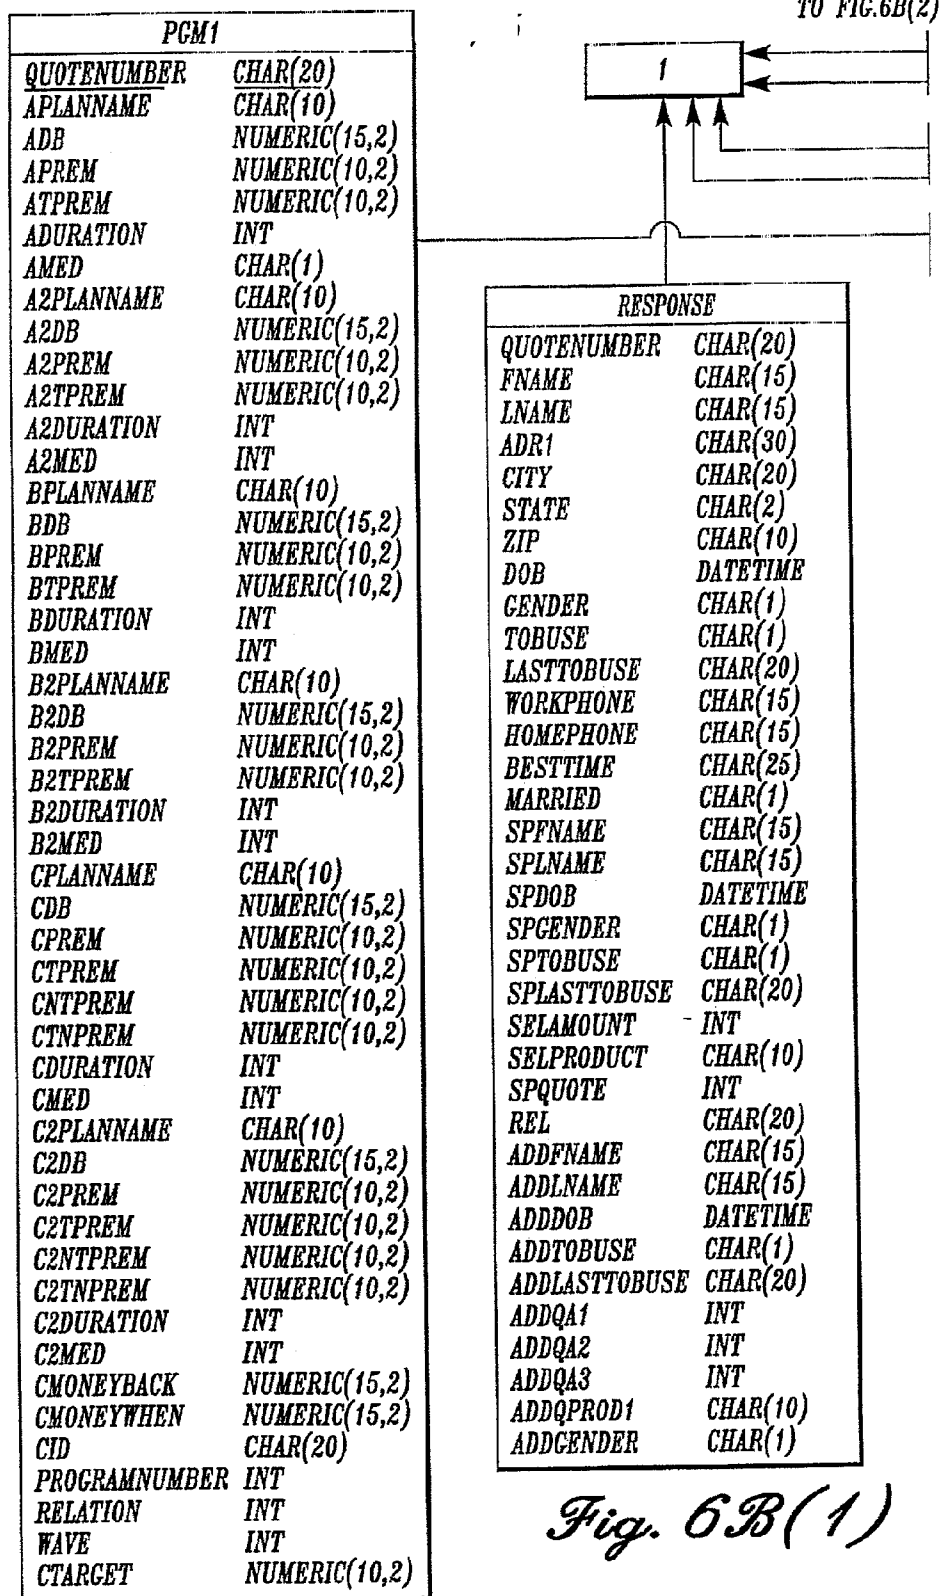 TO FIG.6B(2)
PGM1
QUOTENUMBER CHAR(20)
APLANNAME CHAR(10)
ADB NUMERIC(15,2)
APREM NUMERIC(10,2)
ATPREM NUMERIC(10,2)
ADURATION INT
AMED CHAR(1)
A2PLANNAME CHAR(10)
A2DB NUMERIC(15,2)
A2PREM NUMERIC(10,2)
A2TPREM NUMERIC(10,2)
A2DURATION INT
A2MED INT
BPLANNAME CHAR(10)
BDB NUMERIC(15,2)
BPREM NUMERIC(10,2)
BTPREM NUMERIC(10,2)
BDURATION INT
BMED INT
B2PLANNAME CHAR(10)
B2DB NUMERIC(15,2)
B2PREM NUMERIC(10,2)
B2TPREM NUMERIC(10,2)
B2DURATION INT
B2MED INT
CPLANNAME CHAR(10)
CDB NUMERIC(15,2)
CPREM NUMERIC(10,2)
CTPREM NUMERIC(10,2)
CNTPREM NUMERIC(10,2)
CTNPREM NUMERIC(10,2)
CDURATION INT
CMED INT
C2PLANNAME CHAR(10)
C2DB NUMERIC(15,2)
C2PREM NUMERIC(10,2)
C2TPREM NUMERIC(10,2)
C2NTPREM NUMERIC(10,2)
C2TNPREM NUMERIC(10,2)
C2DURATION INT
C2MED INT
CMONEYBACK NUMERIC(15,2)
CMONEYWHEN NUMERIC(15,2)
CID CHAR(20)
PROGRAMNUMBER INT
RELATION INT
WAVE INT
CTARGET NUMERIC(10,2)
1
RESPONSE
QUOTENUMBER CHAR(20)
FNAME CHAR(15)
LNAME CHAR(15)
ADR1 CHAR(30)
CITY CHAR(20)
STATE CHAR(2)
ZIP CHAR(10)
DOB DATETIME
GENDER CHAR(1)
TOBUSE CHAR(1)
LASTTOBUSE CHAR(20)
WORKPHONE CHAR(15)
HOMEPHONE CHAR(15)
BESTTIME CHAR(25)
MARRIED CHAR(1)
SPFNAME CHAR(15)
SPLNAME CHAR(15)
SPDOB DATETIME
SPGENDER CHAR(1)
SPTOBUSE CHAR(1)
SPLASTTOBUSE CHAR(20)
SELAMOUNT INT
SELPRODUCT CHAR(10)
SPQUOTE INT
REL CHAR(20)
ADDFNAME CHAR(15)
ADDLNAME CHAR(15)
ADDDOB DATETIME
ADDTOBUSE CHAR(1)
ADDLASTTOBUSE CHAR(20)
ADDQA1 INT
ADDQA2 INT
ADDQA3 INT
ADDQPROD1 CHAR(10)
ADDGENDER CHAR(1)
Fig. 6B(1)